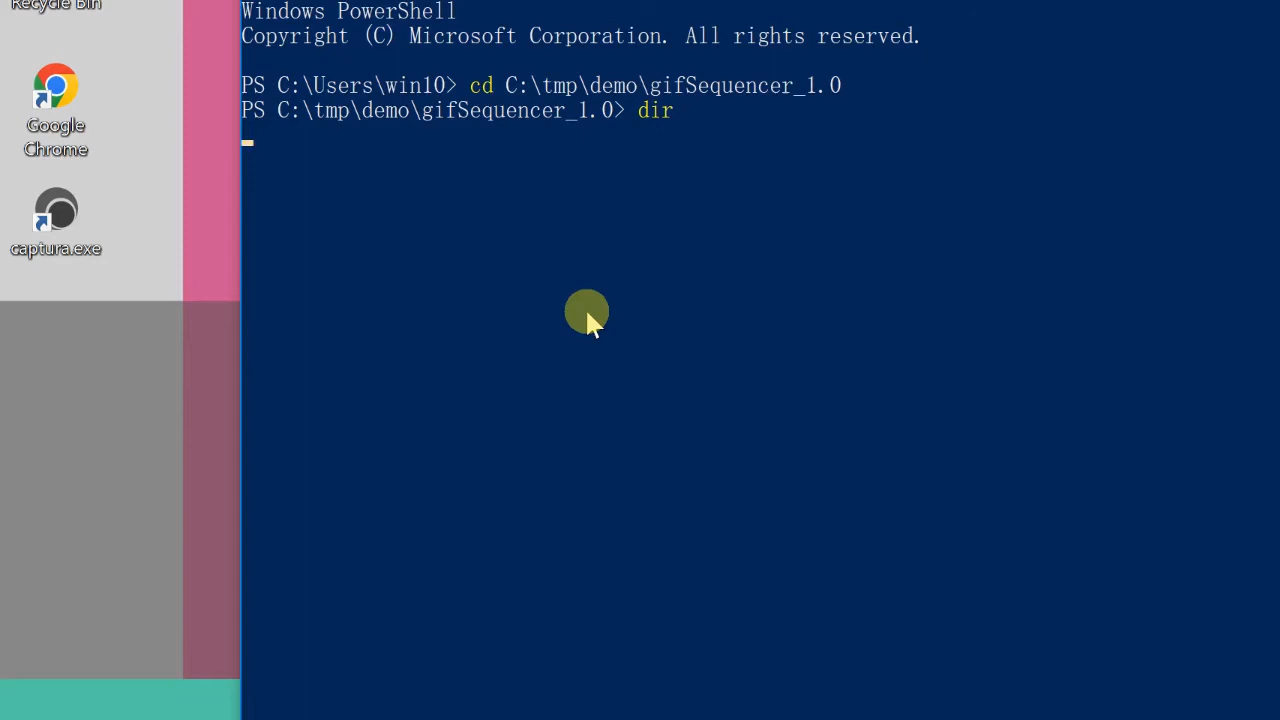 Recycle Bin
Google
Chrome
captura.exe
Windows PowerShell
Copyright (C) Microsoft Corporation. All rights reserved.
PS C:\Users\win10> cd C:\tmp\demo\gifSequencer_1.0
PS C:\tmp\demo\gifSequencer_1.0> dir